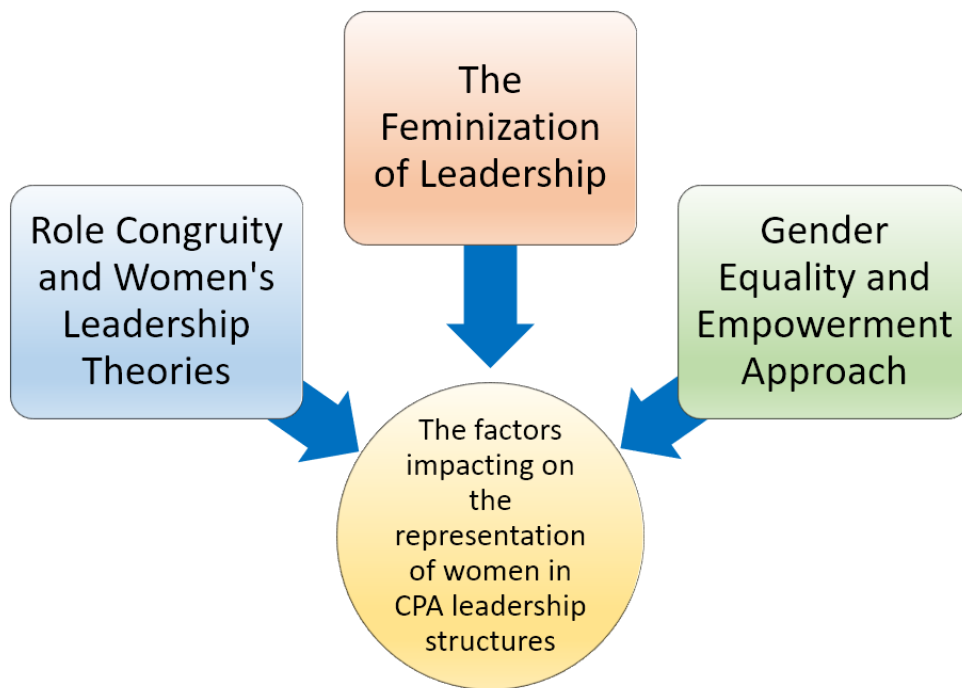 The
Feminization
of Leadership
Role Congruity
and Women's
Leadership
Theories
Gender
Equality and
Empowerment
Approach
The factors
impacting on
the
representation
of women in
CPA leadership
structures